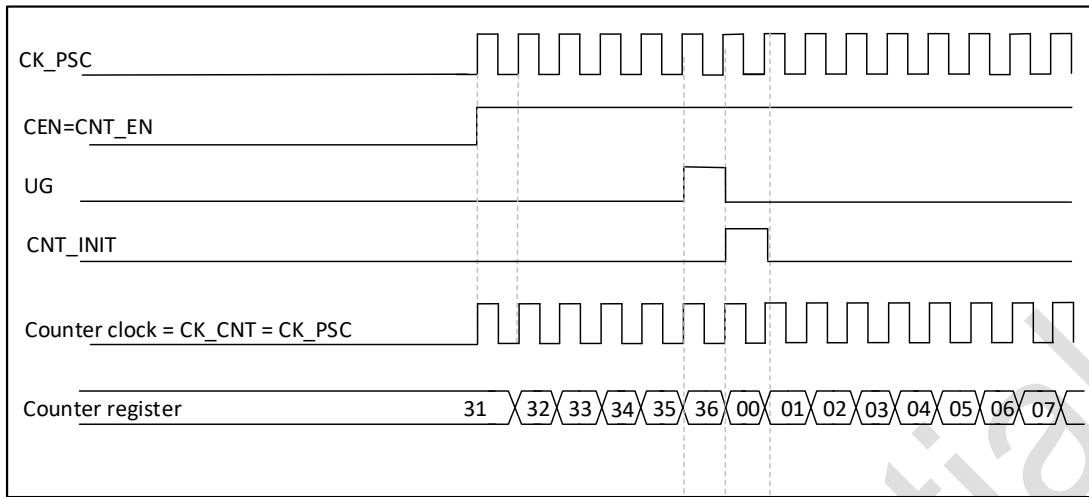 CK_PSC
CEN=CNT_EN
UG
CNT_INIT
Counter clock = CK_CNT = CK_PSC
Counter register 31 32 33 34 35 36 00 01 02 03 04 05 06 07